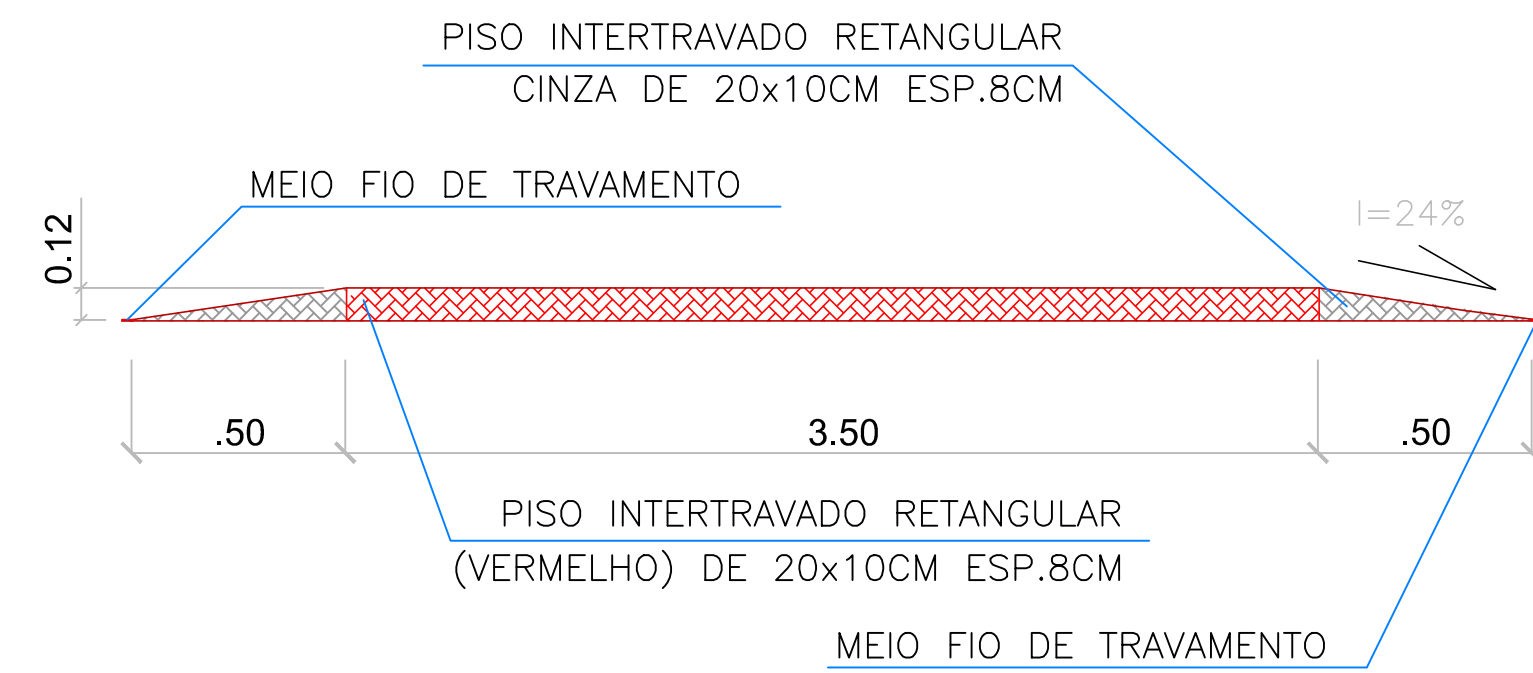 PISO INTERTRAVADO RETANGULAR
CINZA DE 20x10CM ESP.8CM
MEIO FIO DE TRAVAMENTO
0.12
I=24%
.50
3.50
.50
PISO INTERTRAVADO RETANGULAR
(VERMELHO) DE 20x10CM ESP.8CM
MEIO FIO DE TRAVAMENTO